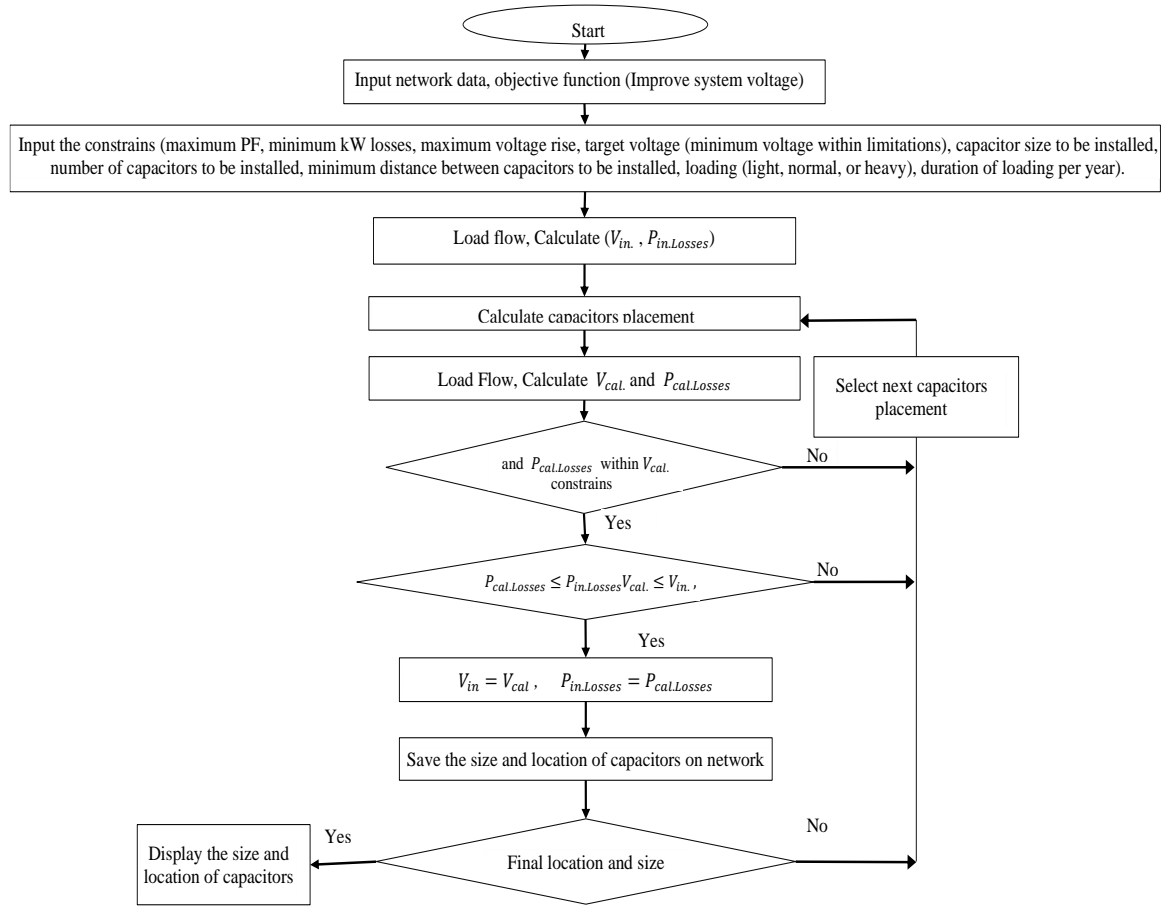 Start
Input network data, objective function (Improve system voltage)
Input the constrains (maximum PF, minimum kW losses, maximum voltage rise, target voltage (minimum voltage within limitations), capacitor size to be installed,
number of capacitors to be installed, minimum distance between capacitors to be installed, loading (light, normal, or heavy), duration of loading per year).
Load flow, Calculate (V_in. , P_in.Losses)
Calculate capacitors placement
Load Flow, Calculate V_cal. and P_cal.Losses
Select next capacitors
placement
and P_cal.Losses within V_cal.
constrains
No
Yes
P_cal.Losses ≤ P_in.Losses V_cal. ≤ V_in. ,
No
Yes
V_in = V_cal , P_in.Losses = P_cal.Losses
Save the size and location of capacitors on network
Final location and size
No
Yes
Display the size and
location of capacitors